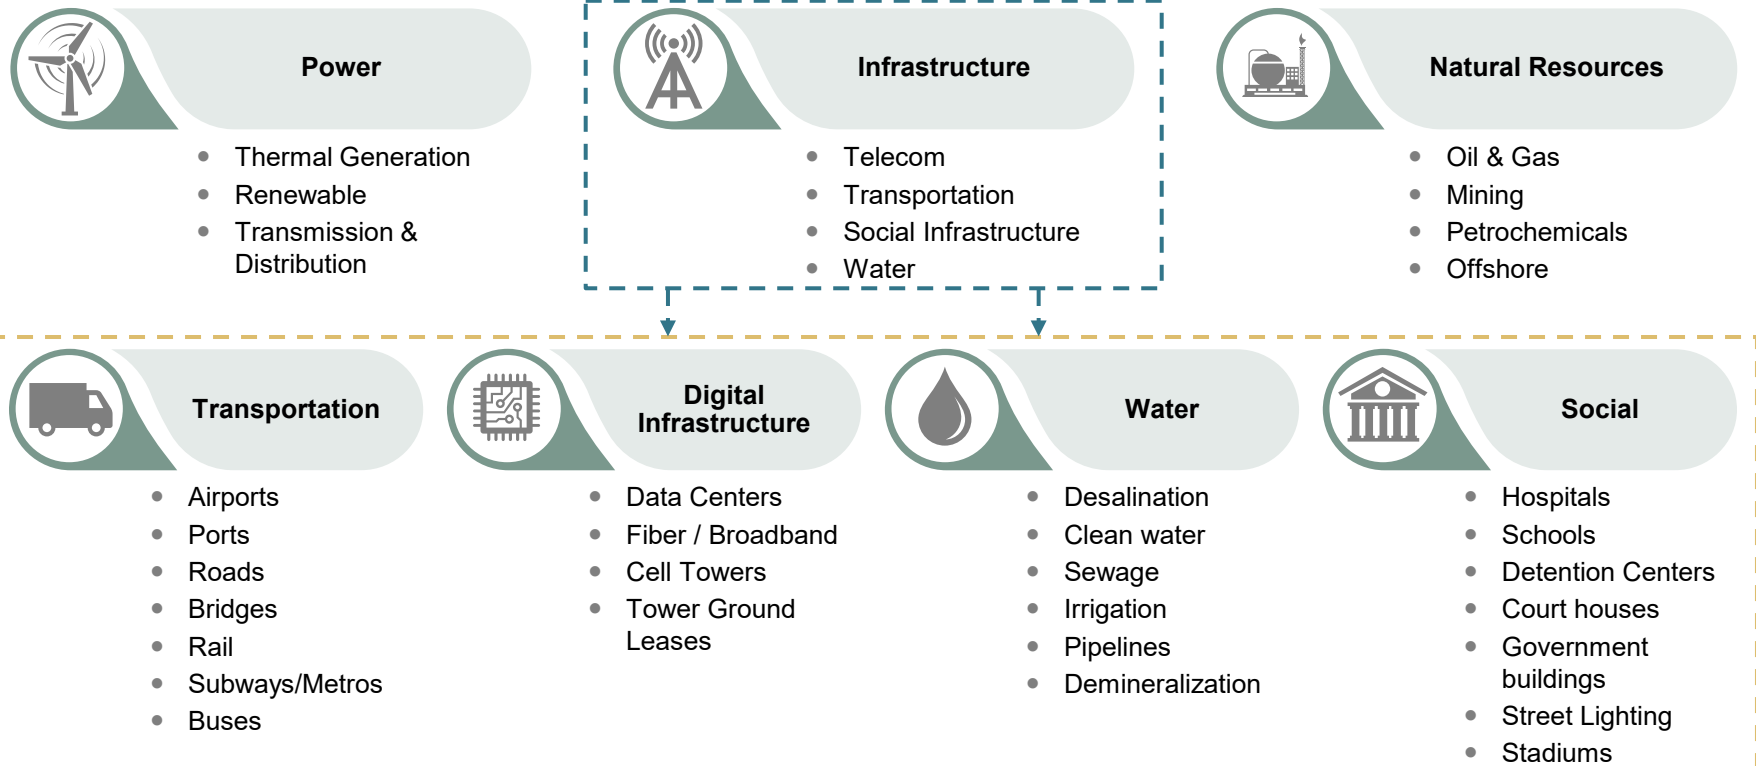 Power
• Thermal Generation
• Renewable
• Transmission &
Distribution
Infrastructure
• Telecom
• Transportation
• Social Infrastructure
• Water
Natural Resources
• Oil & Gas
• Mining
• Petrochemicals
• Offshore
Transportation
• Airports
• Ports
• Roads
• Bridges
• Rail
• Subways/Metros
• Buses
Digital
Infrastructure
• Data Centers
• Fiber / Broadband
• Cell Towers
• Tower Ground
Leases
Water
• Desalination
• Clean water
• Sewage
• Irrigation
• Pipelines
• Demineralization
Social
• Hospitals
• Schools
• Detention Centers
• Court houses
• Government
buildings
• Street Lighting
• Stadiums